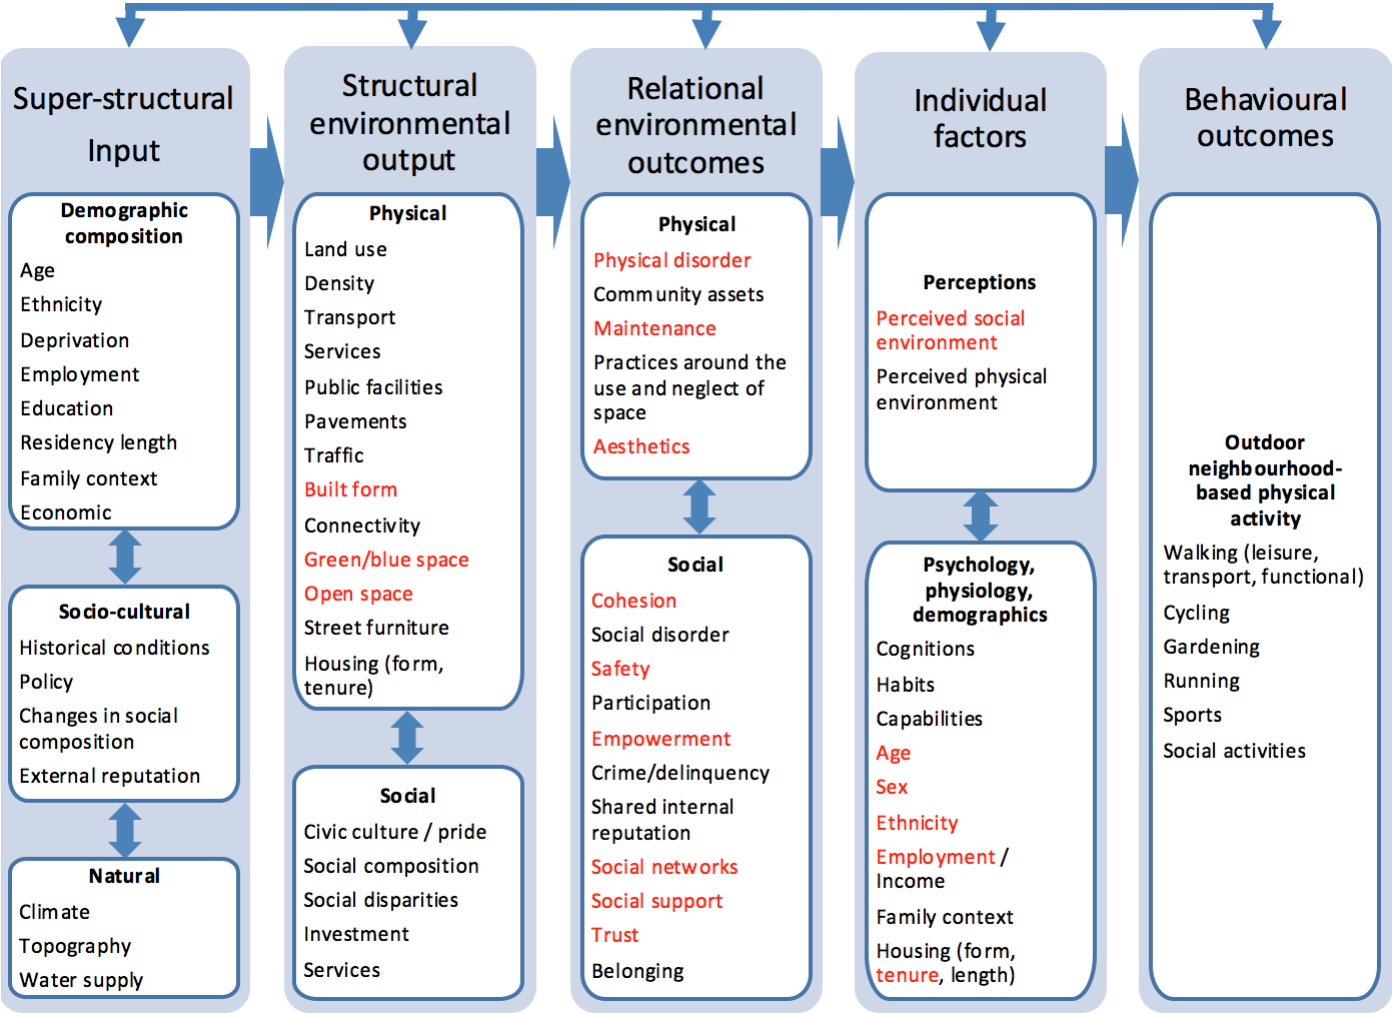 Super-structural
Input
Demographic
composition
Age
Ethnicity
Deprivation
Employment
Education
Residency length
Family context
Economic
Socio-cultural
Historical conditions
Policy
Changes in social
composition
External reputation
Natural
Climate
Topography
Water supply
Structural
environmental
output
Physical
Land use
Density
Transport
Services
Public facilities
Pavements
Traffic
Built form
Connectivity
Green/blue space
Open space
Street furniture
Housing (form,
tenure)
Social
Civic culture / pride
Social composition
Social disparities
Investment
Services
Relational
environmental
outcomes
Physical
Physical disorder
Community assets
Maintenance
Practices around the
use and neglect of
space
Aesthetics
Social
Cohesion
Social disorder
Safety
Participation
Empowerment
Crime/delinquency
Shared internal
reputation
Social networks
Social support
Trust
Belonging
Individual
factors
Perceptions
Perceived social
environment
Perceived physical
environment
Psychology,
physiology,
demographics
Cognitions
Habits
Capabilities
Age
Sex
Ethnicity
Employment /
Income
Family context
Housing (form,
tenure, length)
Behavioural
outcomes
Outdoor
neighbourhood-
based physical
activity
Walking (leisure,
transport, functional)
Cycling
Gardening
Running
Sports
Social activities